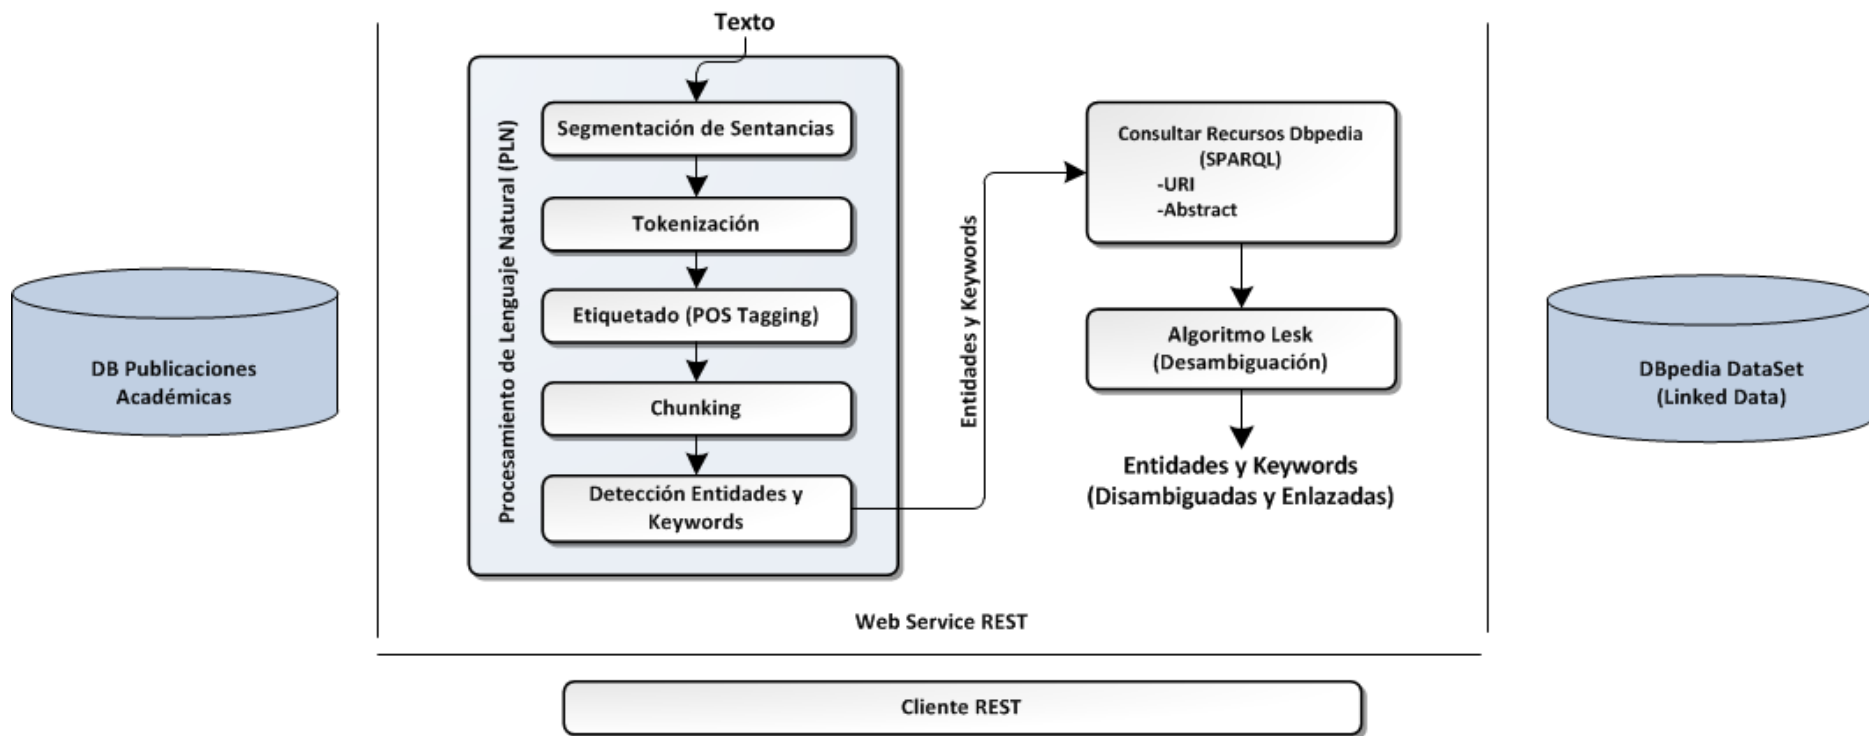 Texto
Procesamiento de Lenguaje Natural (PLN)
Segmentación de Sentancias
Tokenización
Etiquetado (POS Tagging)
Chunking
Detección Entidades y
Keywords
Entidades y Keywords
Consultar Recursos Dbpedia
(SPARQL)
-URI
-Abstract
Algoritmo Lesk
(Desambiguación)
Entidades y Keywords
(Disambiguadas y Enlazadas)
DB Publicaciones
Académicas
DBpedia DataSet
(Linked Data)
Web Service REST
Cliente REST